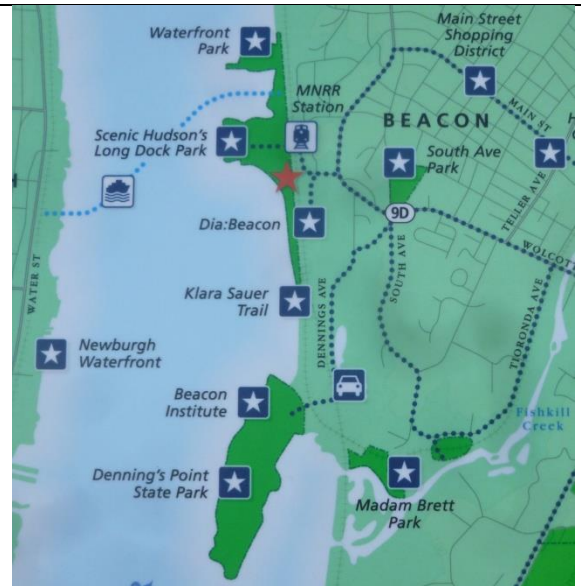 Waterfront
Park
Main Street
Shopping
District
MNRR
Station
MAIN ST
BEACON
Scenic Hudson's
Long Dock Park
South Ave
Park
TELLER AVE
9D
Dia:Beacon
WOLCOTT
WATER ST
Klara Sauer
Trail
DENNINGS AVE
SOUTH AVE
TIORONDA AVE
Newburgh
Waterfront
Beacon
Institute
Fishkill
Creek
Denning's Point
State Park
Madam Brett
Park